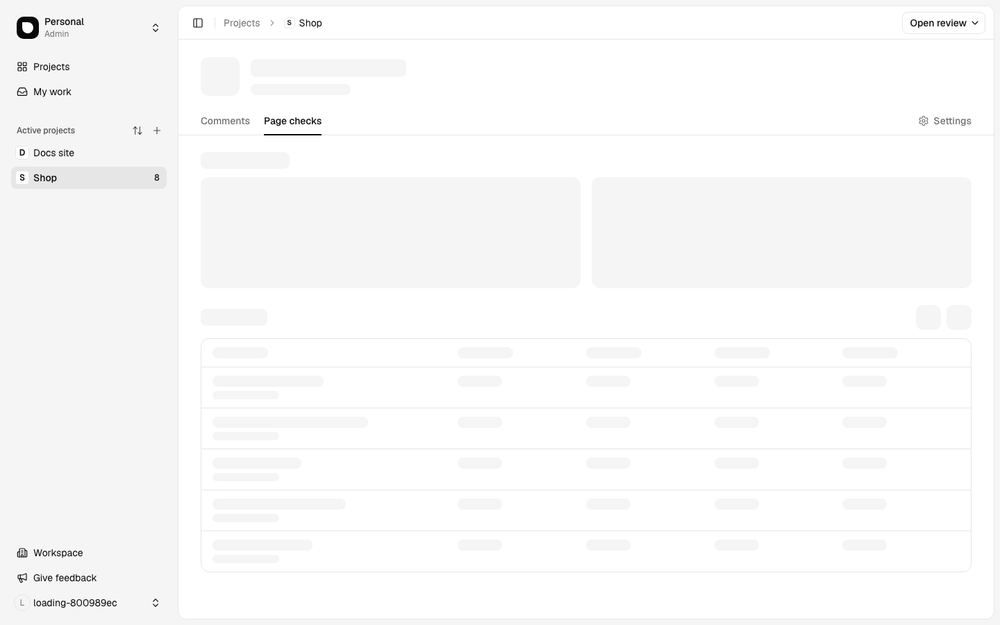 Personal
Admin
Projects
My work
Active projects
D Docs site
S Shop 8
Workspace
Give feedback
L loading-800989ec
Projects > S Shop
Open review
Comments Page checks
Settings